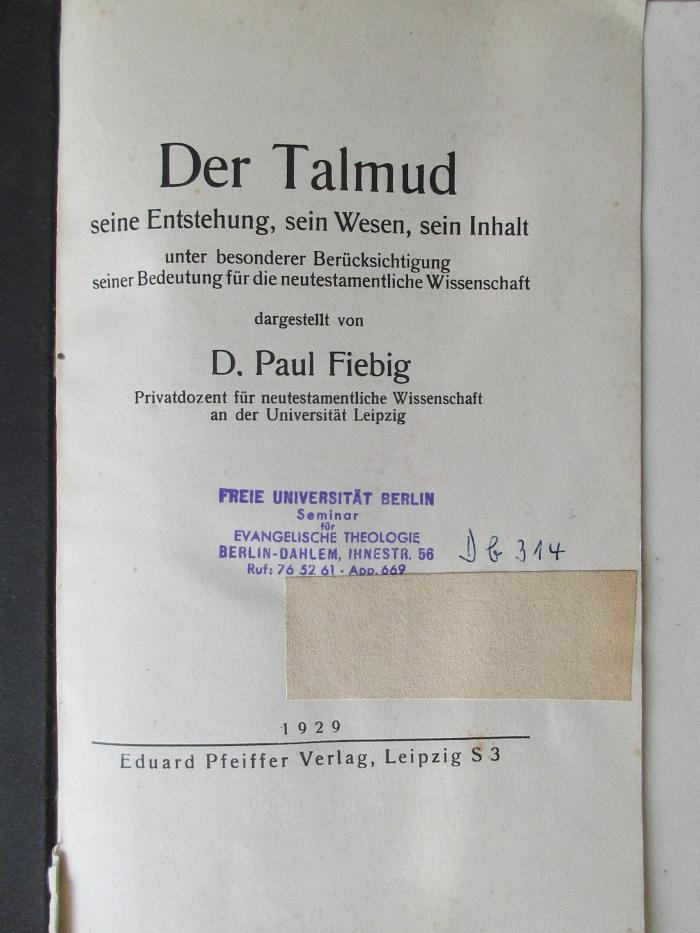 Der Talmud
seine Entstehung, sein Wesen, sein Inhalt
unter besonderer Berücksichtigung
seiner Bedeutung für die neutestamentliche Wissenschaft
dargestellt von
D. Paul Fiebig
Privatdozent für neutestamentliche Wissenschaft
an der Universität Leipzig
FREIE UNIVERSITÄT BERLIN
Seminar
für
EVANGELISCHE THEOLOGIE
BERLIN-DAHLEM, IHNESTR. 56
Ruf: 76 52 61 · App. 669
Db 314
1929
Eduard Pfeiffer Verlag, Leipzig S 3